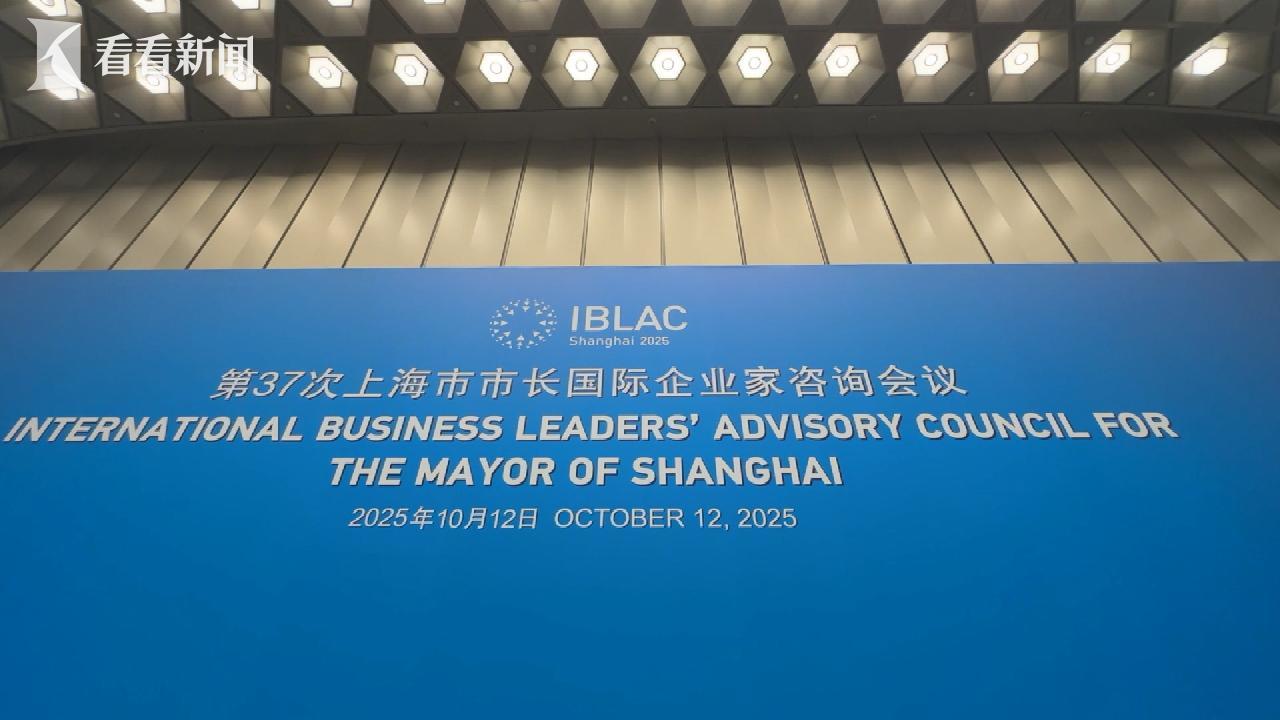 看看新闻
IBLAC
Shanghai 2025
第37次上海市市长国际企业家咨询会议
INTERNATIONAL BUSINESS LEADERS' ADVISORY COUNCIL FOR
THE MAYOR OF SHANGHAI
2025年10月12日 OCTOBER 12, 2025